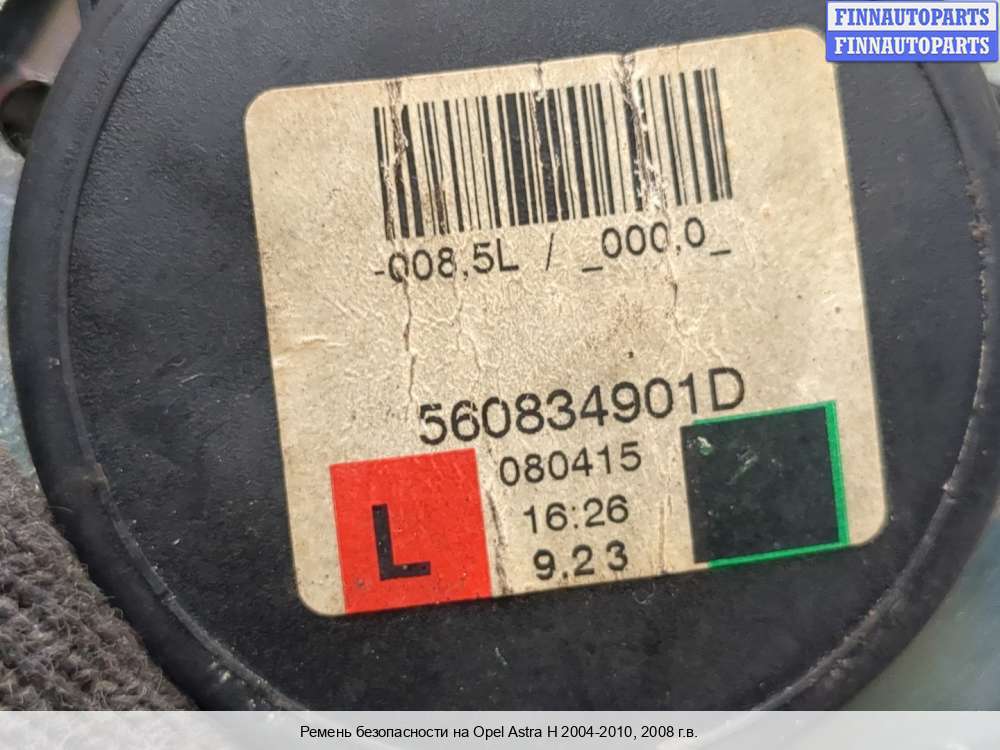 FINNAUTOPARTS
FINNAUTOPARTS
-008,5L / _000,0_
560834901D
080415
L
16:26
9.23
Ремень безопасности на Opel Astra H 2004-2010, 2008 г.в.